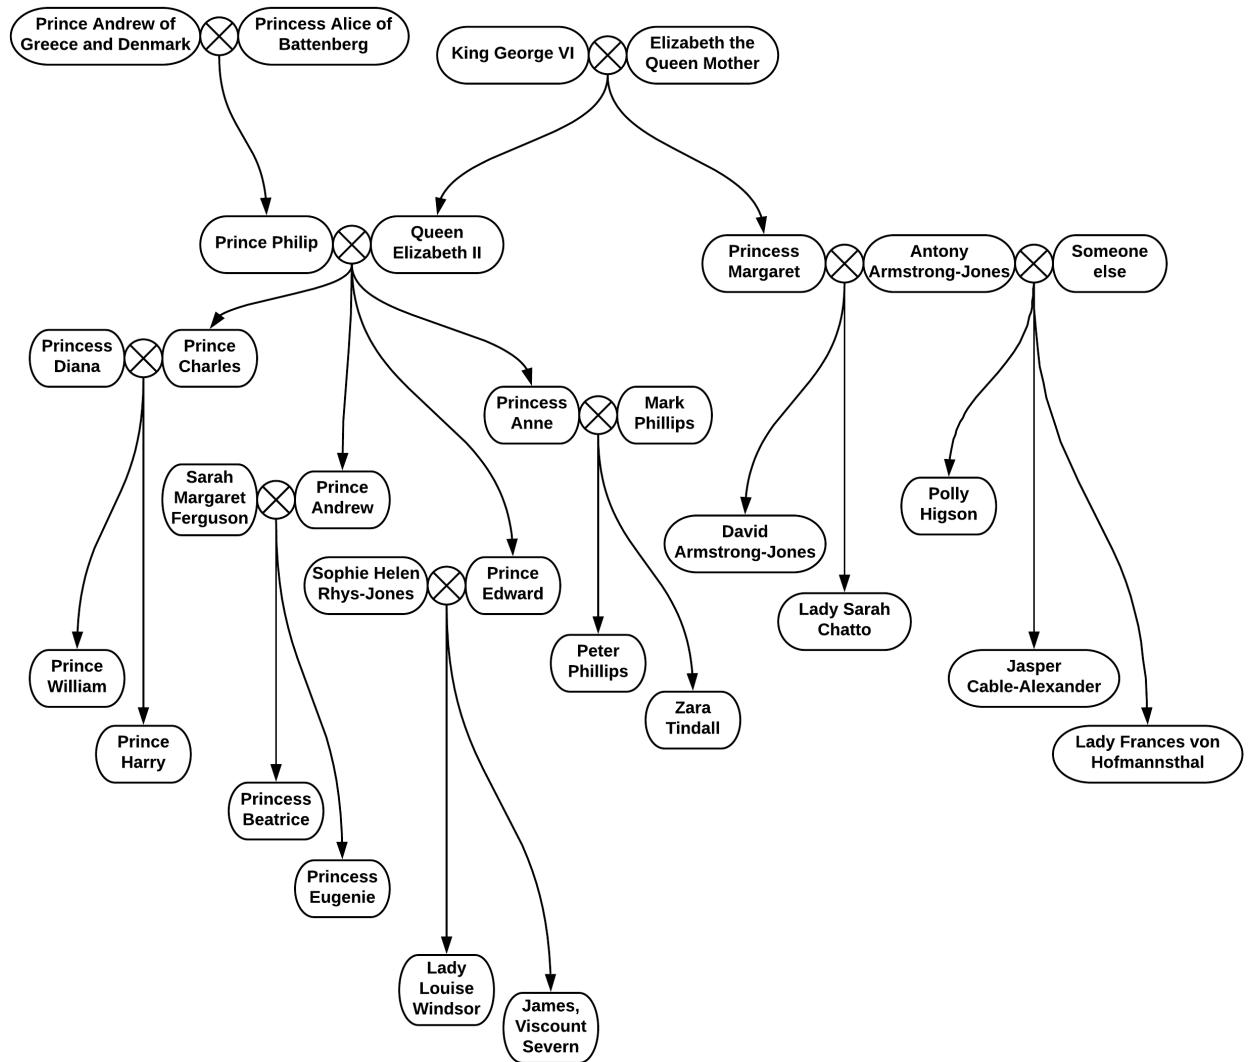 Prince Andrew of
Greece and Denmark
Princess Alice of
Battenberg
King George VI
Elizabeth the
Queen Mother
Prince Philip
Queen
Elizabeth II
Princess
Margaret
Antony
Armstrong-Jones
Someone
else
Princess
Diana
Prince
Charles
Princess
Anne
Mark
Phillips
Sarah
Margaret
Ferguson
Prince
Andrew
Polly
Higson
David
Armstrong-Jones
Sophie Helen
Rhys-Jones
Prince
Edward
Lady Sarah
Chatto
Peter
Phillips
Prince
William
Jasper
Cable-Alexander
Zara
Tindall
Prince
Harry
Lady Frances von
Hofmannsthal
Princess
Beatrice
Princess
Eugenie
Lady
Louise
Windsor
James,
Viscount
Severn